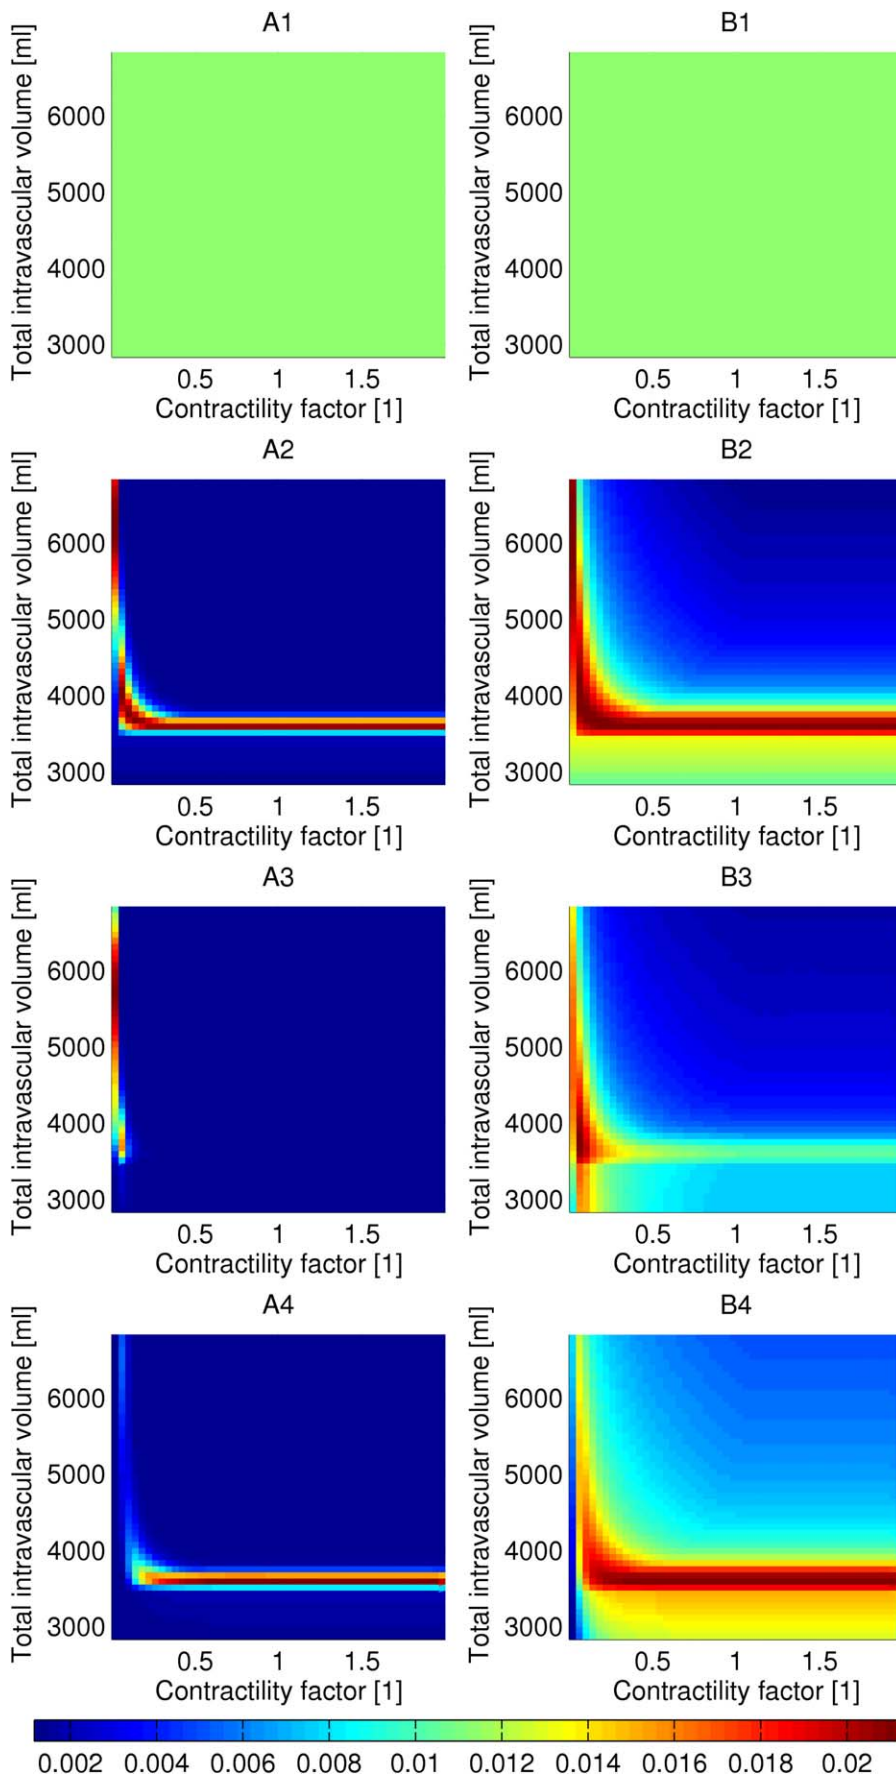 A1 B1
Total intravascular volume [ml] Total intravascular volume [ml]
6000 6000
5000 5000
4000 4000
3000 3000
0.5 1 1.5 0.5 1 1.5
Contractility factor [1] Contractility factor [1]
A2 B2
Total intravascular volume [ml] Total intravascular volume [ml]
6000 6000
5000 5000
4000 4000
3000 3000
0.5 1 1.5 0.5 1 1.5
Contractility factor [1] Contractility factor [1]
A3 B3
Total intravascular volume [ml] Total intravascular volume [ml]
6000 6000
5000 5000
4000 4000
3000 3000
0.5 1 1.5 0.5 1 1.5
Contractility factor [1] Contractility factor [1]
A4 B4
Total intravascular volume [ml] Total intravascular volume [ml]
6000 6000
5000 5000
4000 4000
3000 3000
0.5 1 1.5 0.5 1 1.5
Contractility factor [1] Contractility factor [1]
0.002 0.004 0.006 0.008 0.01 0.012 0.014 0.016 0.018 0.02